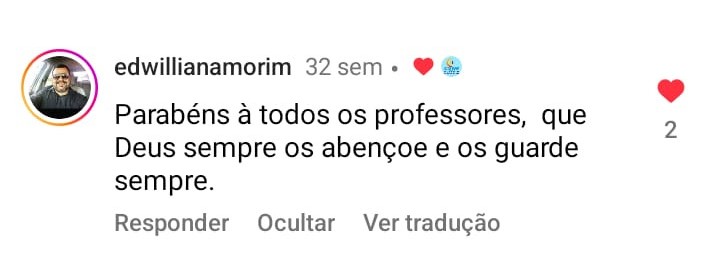 edwillianamorim 32 sem •
Parabéns à todos os professores, que
Deus sempre os abençoe e os guarde
sempre.
2
Responder Ocultar Ver tradução